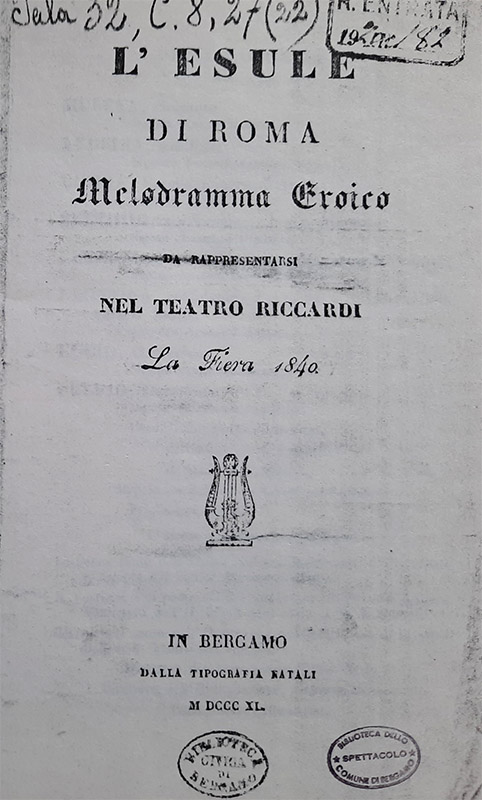 Sala 32, C. 8, 27(22)
N. ENTRATA
L' ESULE
DI ROMA
Melodramma Eroico
DA RAPPRESENTARSI
NEL TEATRO RICCARDI
La Fiera 1840.
IN BERGAMO
DALLA TIPOGRAFIA NATALI
M DCCC XL.
BIBLIOTECA
CIVICA
DI
BERGAMO
BIBLIOTECA DELLO
SPETTACOLO
COMUNE DI BERGAMO